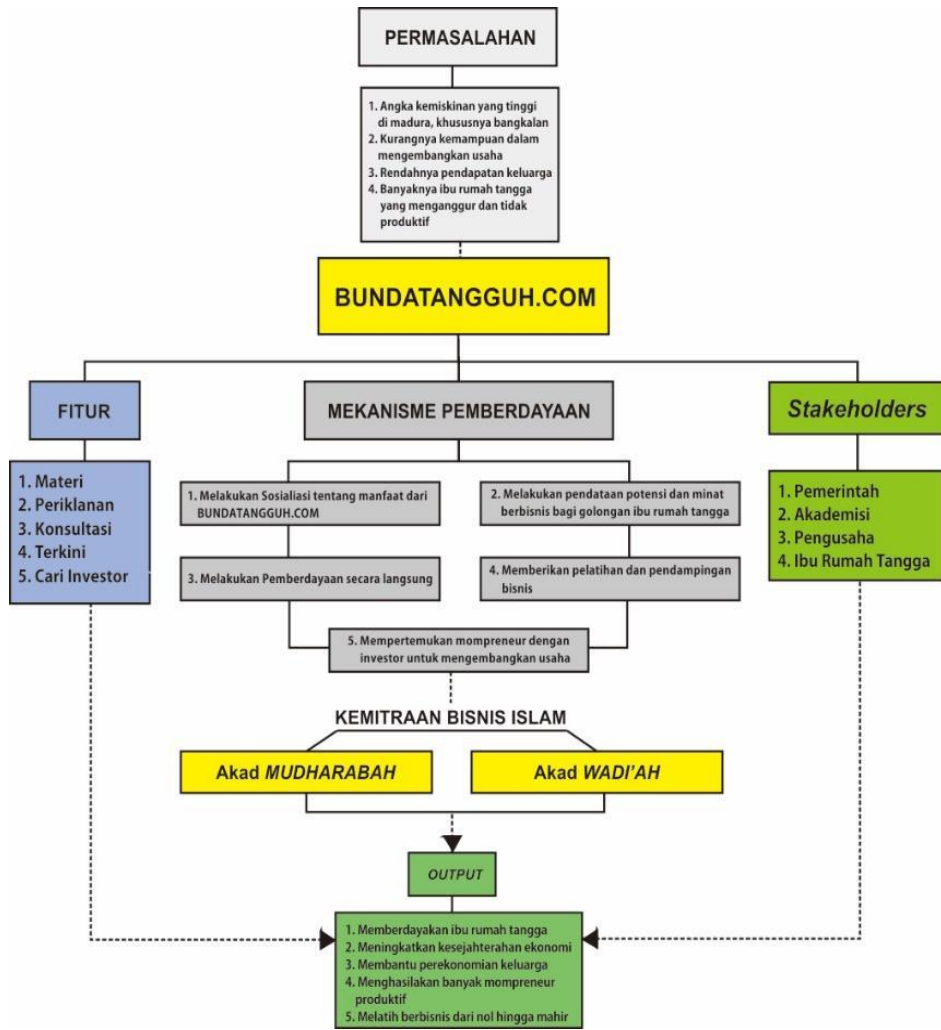 PERMASALAHAN
1. Angka kemiskinan yang tinggi
di madura, khususnya bangkalan
2. Kurangnya kemampuan dalam
mengembangkan usaha
3. Rendahnya pendapatan keluarga
4. Banyaknya ibu rumah tangga
yang menganggur dan tidak
produktif
BUNDATANGGUH.COM
FITUR
1. Materi
2. Periklanan
3. Konsultasi
4. Terkini
5. Cari Investor
MEKANISME PEMBERDAYAAN
1. Melakukan Sosialiasi tentang manfaat dari
BUNDATANGGUH.COM
2. Melakukan pendataan potensi dan minat
berbisnis bagi golongan ibu rumah tangga
3. Melakukan Pemberdayaan secara langsung
4. Memberikan pelatihan dan pendampingan
bisnis
5. Mempertemukan mompreneur dengan
investor untuk mengembangkan usaha
Stakeholders
1. Pemerintah
2. Akademisi
3. Pengusaha
4. Ibu Rumah Tangga
KEMITRAAN BISNIS ISLAM
Akad MUDHARABAH
Akad WADI'AH
OUTPUT
1. Memberdayakan ibu rumah tangga
2. Meningkatkan kesejahterahan ekonomi
3. Membantu perekonomian keluarga
4. Menghasilakan banyak mompreneur
produktif
5. Melatih berbisnis dari nol hingga mahir